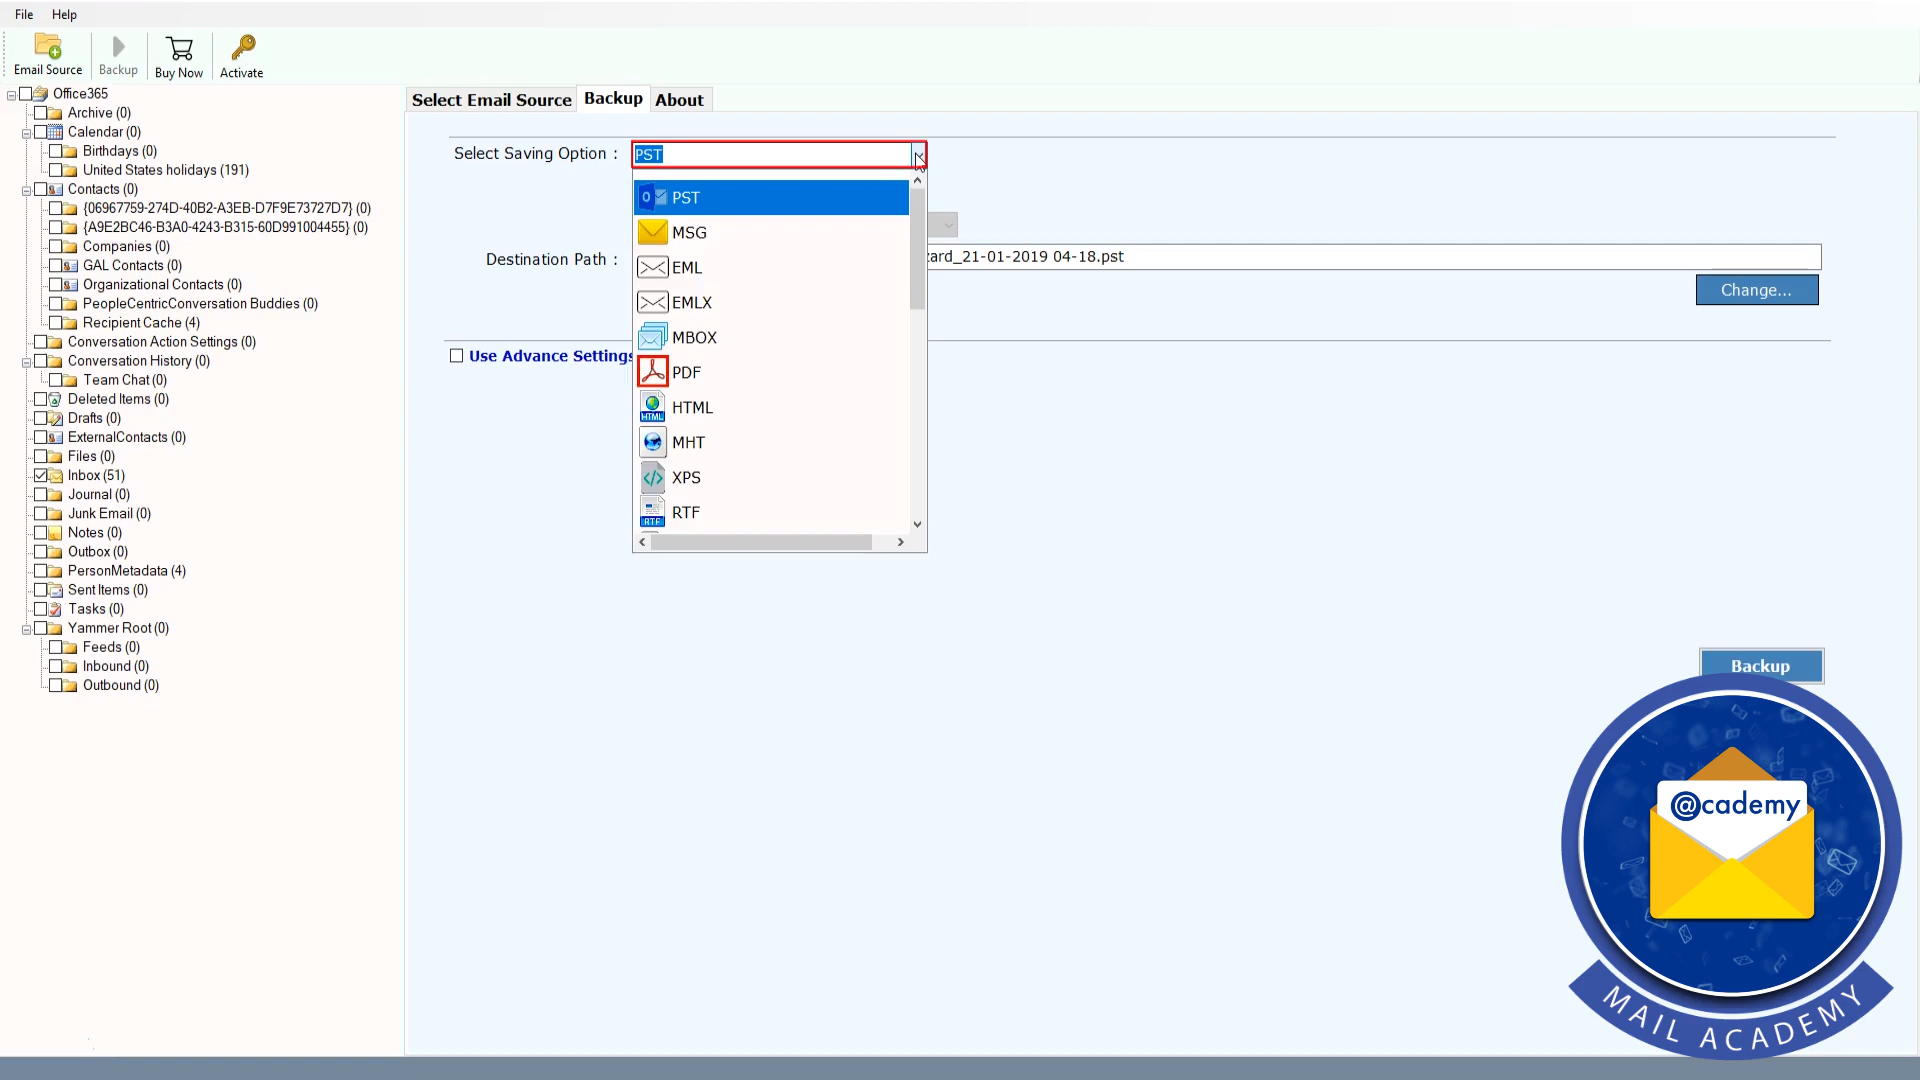 File Help
Email Source Backup Buy Now Activate
Office365
Archive (0)
Calendar (0)
Birthdays (0)
United States holidays (191)
Contacts (0)
{06967759-274D-40B2-A3EB-D7F9E73727D7} (0)
{A9E2BC46-B3A0-4243-B315-60D991004455} (0)
Companies (0)
GAL Contacts (0)
Organizational Contacts (0)
PeopleCentricConversation Buddies (0)
Recipient Cache (4)
Conversation Action Settings (0)
Conversation History (0)
Team Chat (0)
Deleted Items (0)
Drafts (0)
ExternalContacts (0)
Files (0)
Inbox (51)
Journal (0)
Junk Email (0)
Notes (0)
Outbox (0)
PersonMetadata (4)
Sent Items (0)
Tasks (0)
Yammer Root (0)
Feeds (0)
Inbound (0)
Outbound (0)
Select Email Source Backup About
Select Saving Option : PST
PST
MSG
EML
EMLX
MBOX
PDF
HTML
HTML
MHT
XPS
RTF
RTF
Destination Path : zard_21-01-2019 04-18.pst
Change...
Use Advance Settings
Backup
@cademy
MAIL ACADEMY